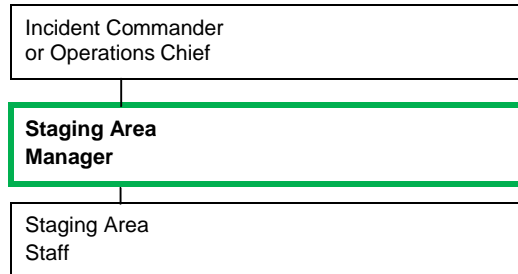 Incident Commander
or Operations Chief
Staging Area
Manager
Staging Area
Staff